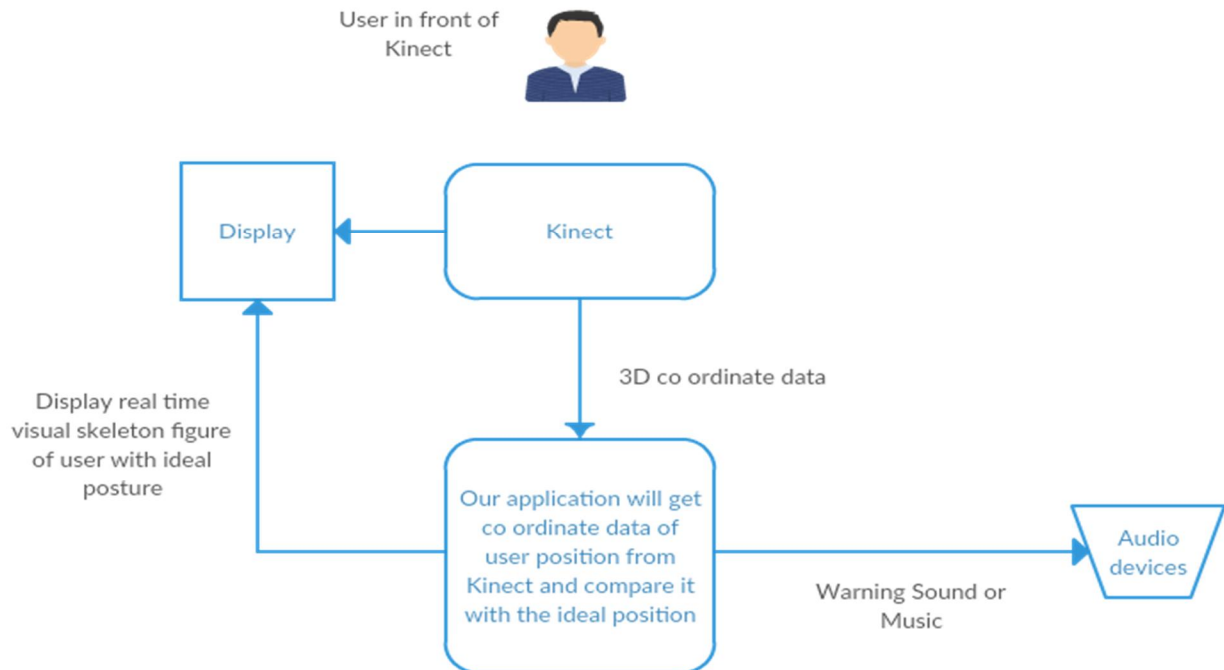 User in front of
Kinect
Display
Kinect
3D co ordinate data
Display real time
visual skeleton figure
of user with ideal
posture
Our application will get
co ordinate data of
user position from
Kinect and compare it
with the ideal position
Audio
devices
Warning Sound or
Music